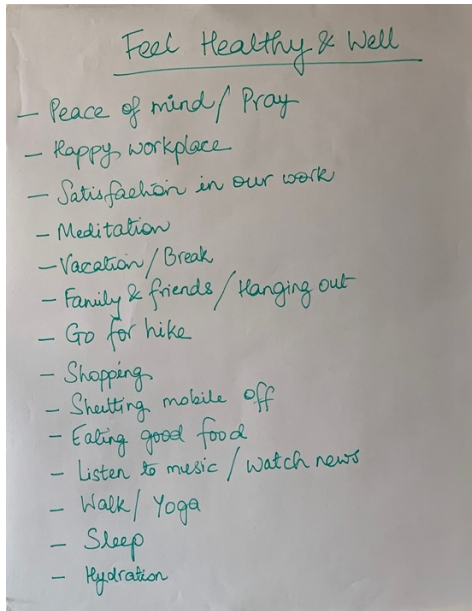 Feel Healthy & Well
- Peace of mind / Pray
- Happy workplace
- Satisfaction in our work
- Meditation
- Vacation / Break
- Family & friends / Hanging out
- Go for hike
- Shopping
- Shutting mobile off
- Eating good food
- Listen to music / Watch news
- Walk / Yoga
- Sleep
- Hydration